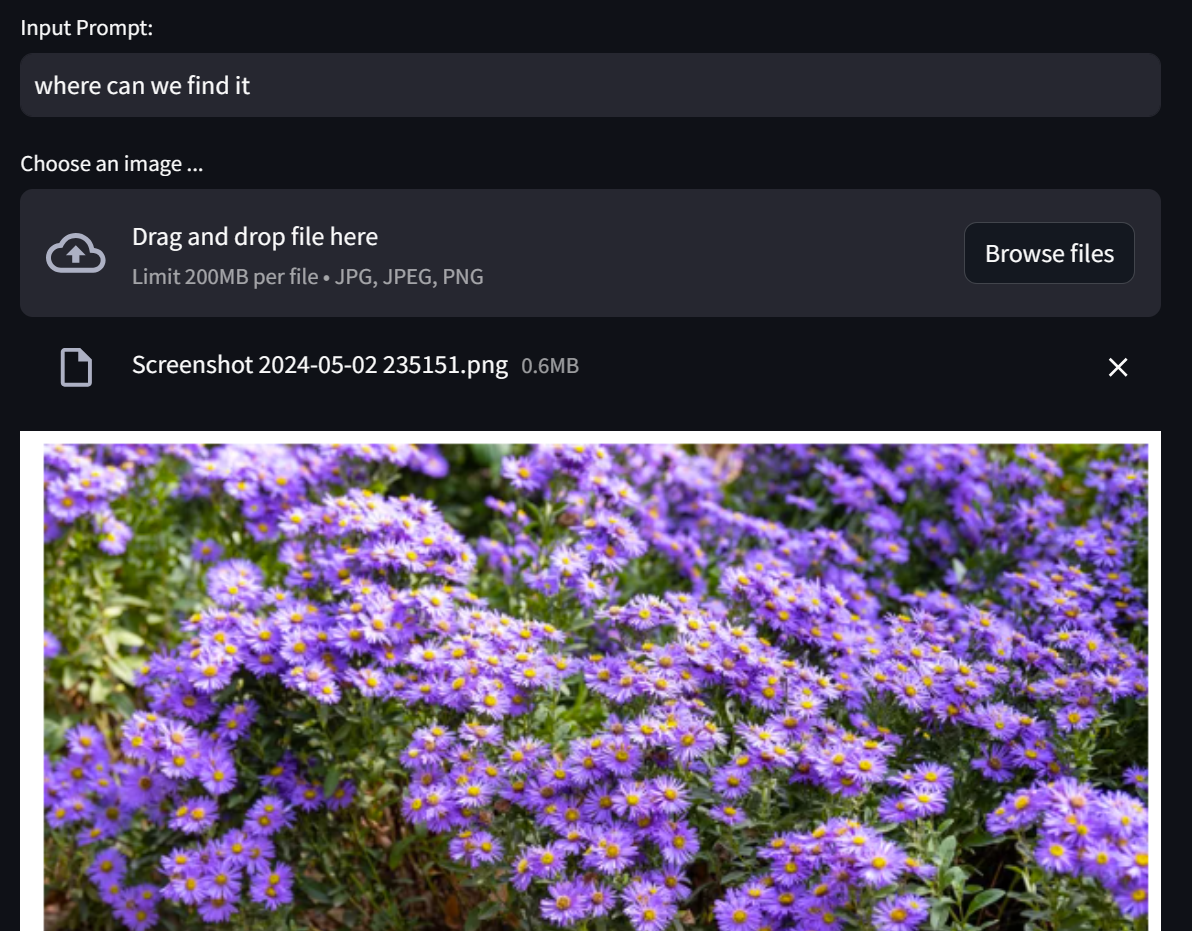 Input Prompt:
where can we find it
Choose an image ...
Drag and drop file here
Limit 200MB per file • JPG, JPEG, PNG
Browse files
Screenshot 2024-05-02 235151.png 0.6MB